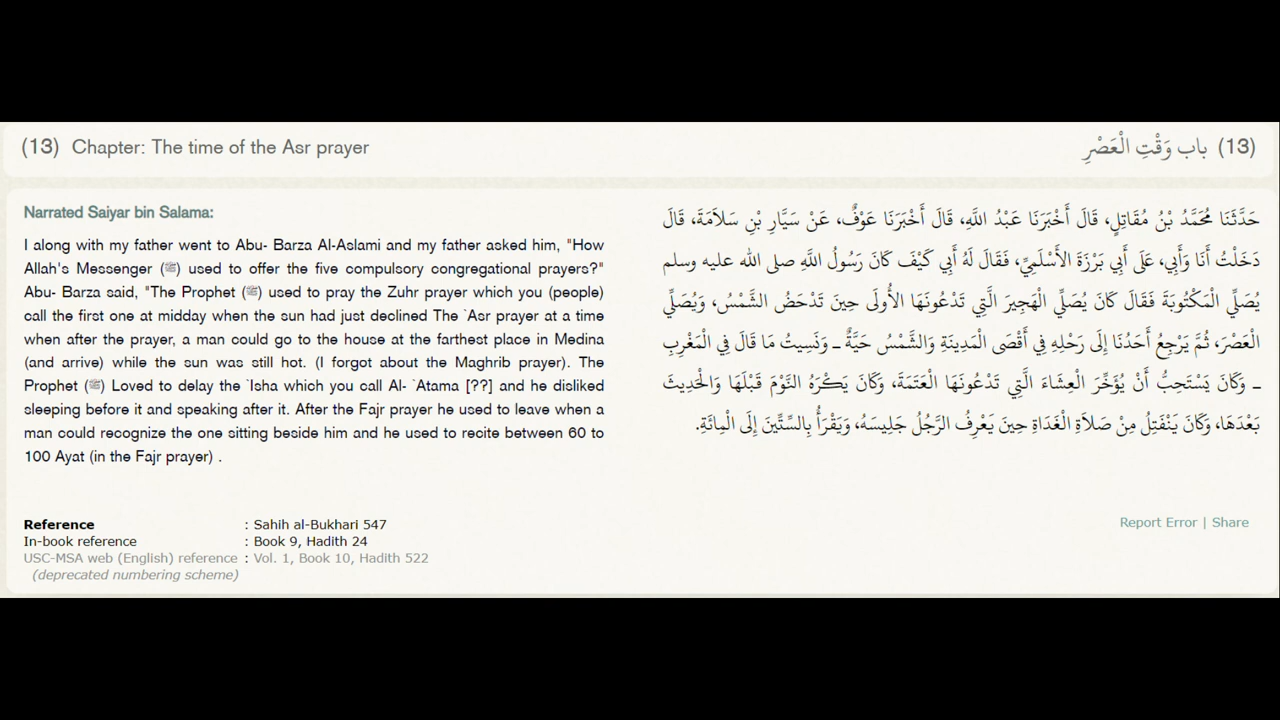 (13) Chapter: The time of the Asr prayer
(13) باب وَقْتِ الْعَصْرِ
Narrated Saiyar bin Salama:
I along with my father went to Abu- Barza Al-Aslami and my father asked him, "How
Allah's Messenger (ﷺ) used to offer the five compulsory congregational prayers?"
Abu- Barza said, "The Prophet (ﷺ) used to pray the Zuhr prayer which you (people)
call the first one at midday when the sun had just declined The `Asr prayer at a time
when after the prayer, a man could go to the house at the farthest place in Medina
(and arrive) while the sun was still hot. (I forgot about the Maghrib prayer). The
Prophet (ﷺ) Loved to delay the `Isha which you call Al- `Atama [??] and he disliked
sleeping before it and speaking after it. After the Fajr prayer he used to leave when a
man could recognize the one sitting beside him and he used to recite between 60 to
100 Ayat (in the Fajr prayer) .
حَدَّثَنَا مُحَمَّدُ بْنُ مُقَاتِلٍ، قَالَ أَخْبَرَنَا عَبْدُ اللَّهِ، قَالَ أَخْبَرَنَا عَوْفٌ، عَنْ سَيَّارِ بْنِ سَلاَمَةَ، قَالَ
دَخَلْتُ أَنَا وَأَبِي، عَلَى أَبِي بَرْزَةَ الأَسْلَمِيِّ، فَقَالَ لَهُ أَبِي كَيْفَ كَانَ رَسُولُ اللَّهِ صلى الله عليه وسلم
يُصَلِّي الْمَكْتُوبَةَ فَقَالَ كَانَ يُصَلِّي الْهَجِيرَ الَّتِي تَدْعُونَهَا الأُولَى حِينَ تَدْحَضُ الشَّمْسُ، وَيُصَلِّي
الْعَصْرَ، ثُمَّ يَرْجِعُ أَحَدُنَا إِلَى رَحْلِهِ فِي أَقْصَى الْمَدِينَةِ وَالشَّمْسُ حَيَّةٌ ـ وَنَسِيتُ مَا قَالَ فِي الْمَغْرِبِ
ـ وَكَانَ يَسْتَحِبُّ أَنْ يُؤَخِّرَ الْعِشَاءَ الَّتِي تَدْعُونَهَا الْعَتَمَةَ، وَكَانَ يَكْرَهُ النَّوْمَ قَبْلَهَا وَالْحَدِيثَ
بَعْدَهَا، وَكَانَ يَنْفَتِلُ مِنْ صَلاَةِ الْغَدَاةِ حِينَ يَعْرِفُ الرَّجُلُ جَلِيسَهُ، وَيَقْرَأُ بِالسِّتِّينَ إِلَى الْمِائَةِ.
Reference : Sahih al-Bukhari 547
In-book reference : Book 9, Hadith 24
USC-MSA web (English) reference : Vol. 1, Book 10, Hadith 522
(deprecated numbering scheme)
Report Error | Share